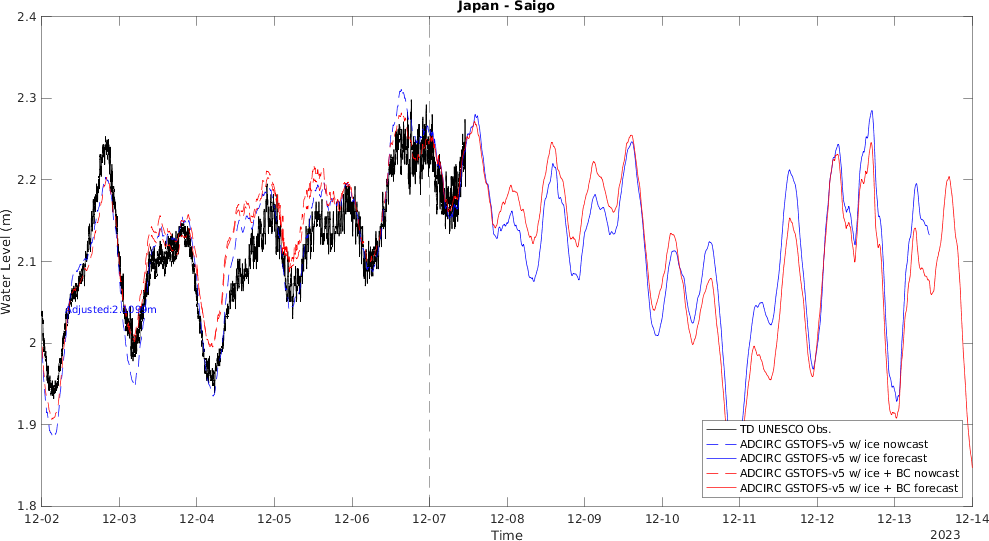 Japan - Saigo
2.4
2.3
2.2
2.1
2
1.9
1.8
Water Level (m)
TD UNESCO Obs.
ADCIRC GSTOFS-v5 w/ ice nowcast
ADCIRC GSTOFS-v5 w/ ice forecast
ADCIRC GSTOFS-v5 w/ ice + BC nowcast
ADCIRC GSTOFS-v5 w/ ice + BC forecast
12-02 12-03 12-04 12-05 12-06 12-07 12-08 12-09 12-10 12-11 12-12 12-13 12-14
Time
2023